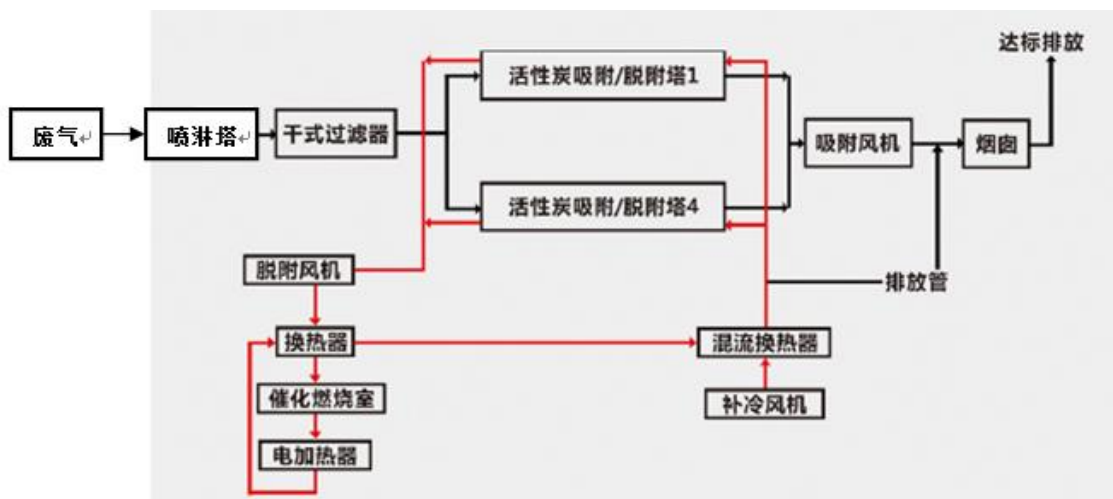 达标排放
活性炭吸附/脱附塔1
废气
喷淋塔
干式过滤器
吸附风机
烟囱
活性炭吸附/脱附塔4
脱附风机
排放管
换热器
混流换热器
催化燃烧室
补冷风机
电加热器